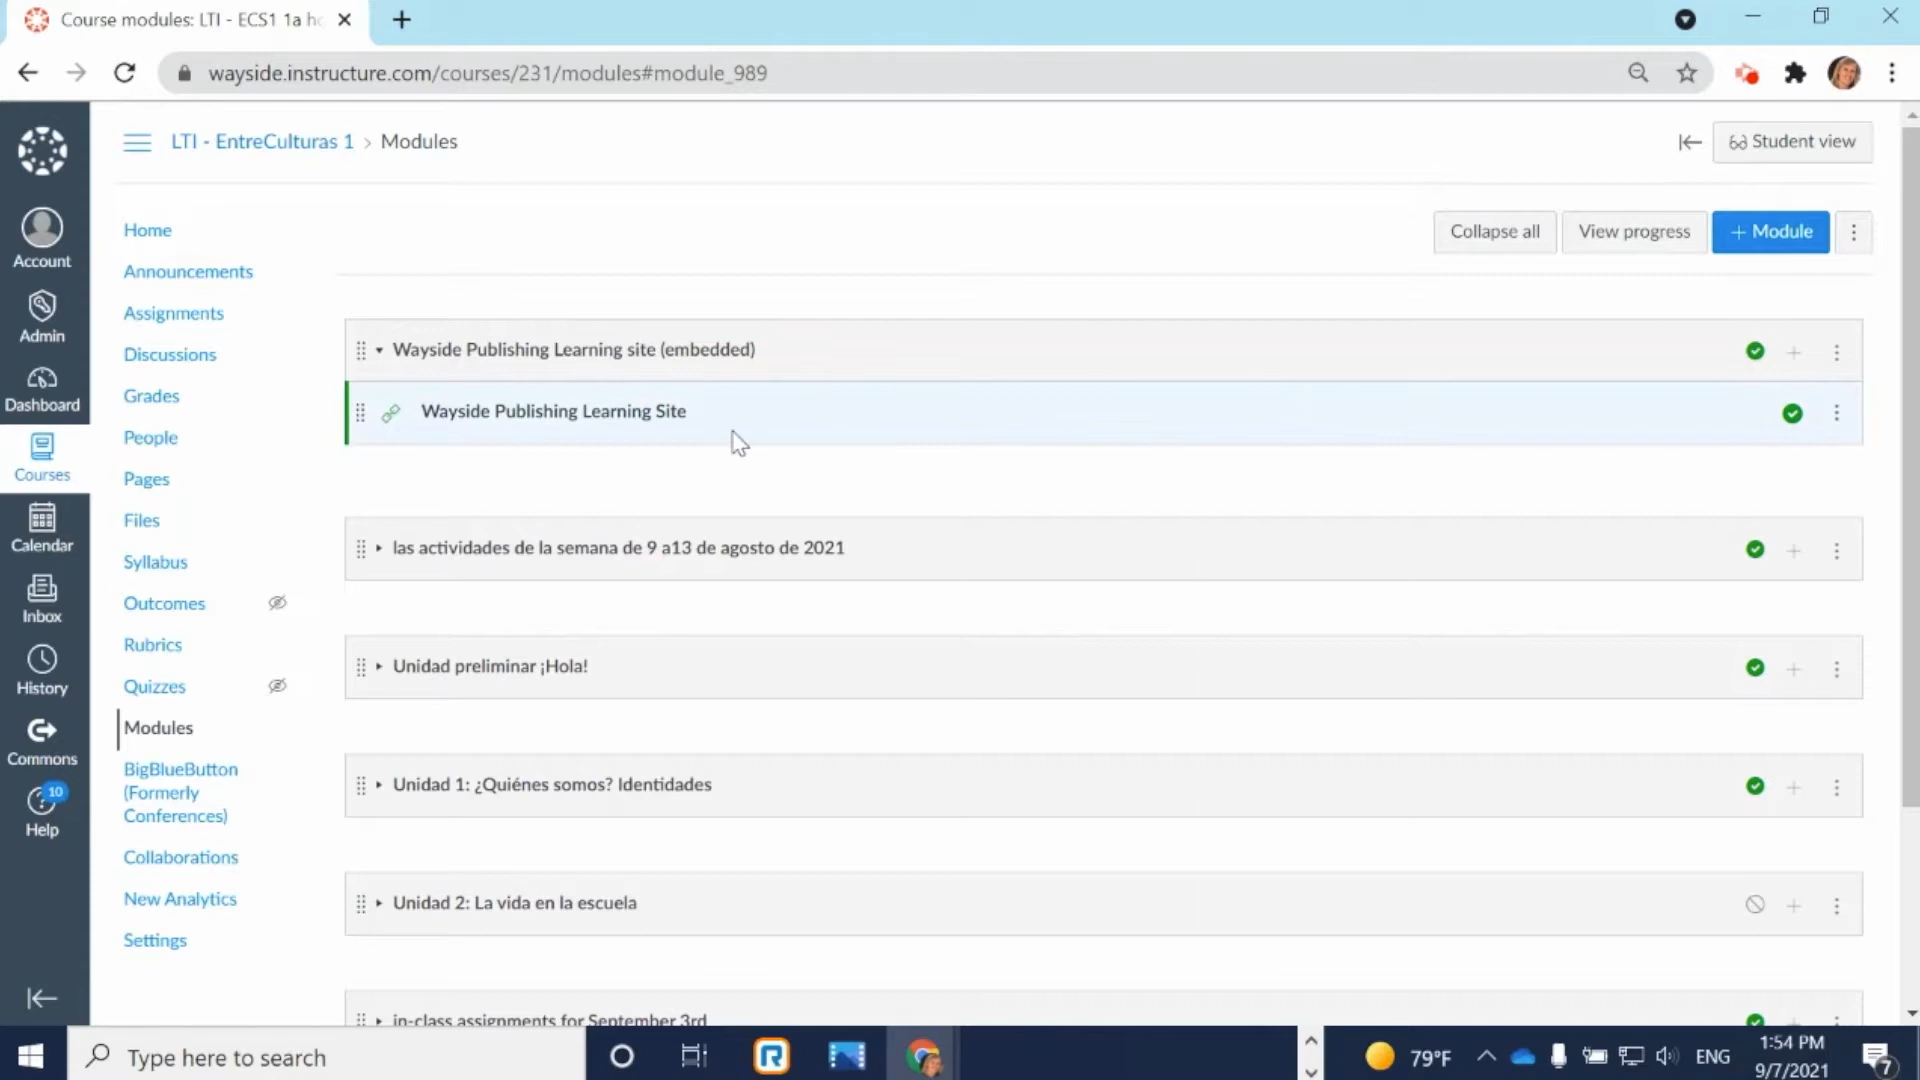 Course modules: LTI - ECS1 1a ho
wayside.instructure.com/courses/231/modules#module_989
LTI - EntreCulturas 1 > Modules
Student view
Collapse all
View progress
+ Module
Account
Admin
Dashboard
Courses
Calendar
Inbox
History
Commons
10
Help
Home
Announcements
Assignments
Discussions
Grades
People
Pages
Files
Syllabus
Outcomes
Rubrics
Quizzes
Modules
BigBlueButton
(Formerly
Conferences)
Collaborations
New Analytics
Settings
Wayside Publishing Learning site (embedded)
Wayside Publishing Learning Site
las actividades de la semana de 9 a13 de agosto de 2021
Unidad preliminar ¡Hola!
Unidad 1: ¿Quiénes somos? Identidades
Unidad 2: La vida en la escuela
in-class assignments for September 3rd
Type here to search
79°F
ENG
1:54 PM
9/7/2021
7